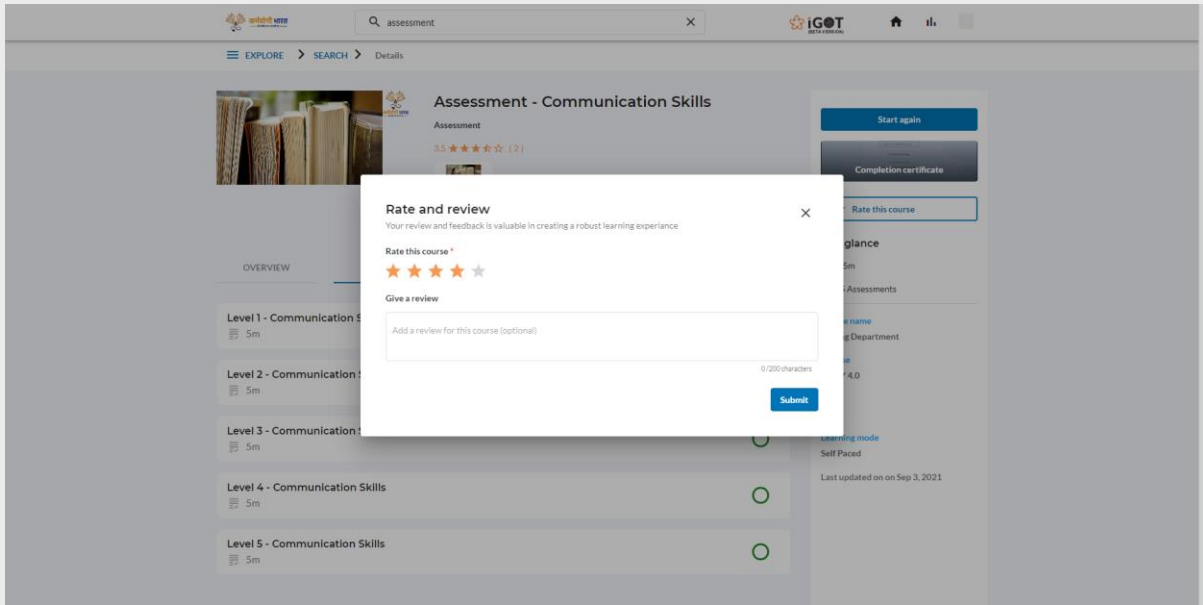 कर्मयोगी भारत
assessment
iGOT
(BETA VERSION)
EXPLORE > SEARCH > Details
Assessment - Communication Skills
Assessment
3.5 (2)
Start again
Completion certificate
Rate this course
Rate and review
Your review and feedback is valuable in creating a robust learning experiance
Rate this course *
Give a review
Add a review for this course (optional)
0/200 characters
Submit
OVERVIEW
Level 1 - Communication S
5m
Level 2 - Communication
5m
Level 3 - Communication
5m
Level 4 - Communication Skills
5m
Level 5 - Communication Skills
5m
glance
5m
Assessments
name
Department
4.0
Learning mode
Self Paced
Last updated on on Sep 3, 2021